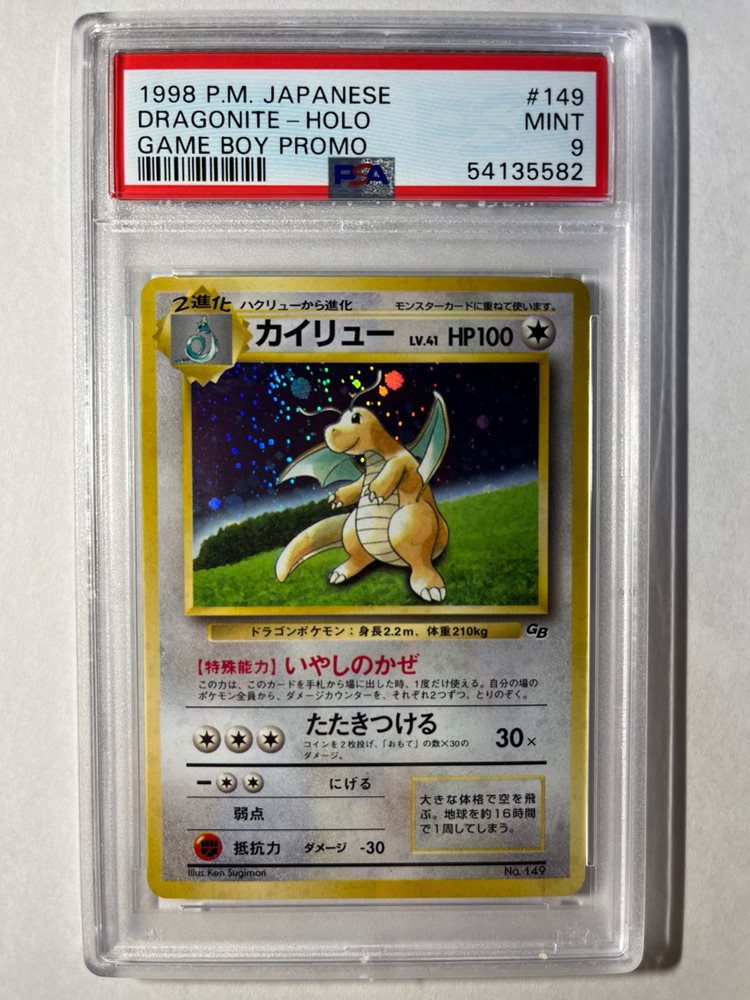 1998 P.M. JAPANESE #149
DRAGONITE-HOLO MINT
GAME BOY PROMO 9
PSA 54135582
2進化 ハクリューから進化 モンスターカードに重ねて使います。
カイリュー LV.41 HP100
ドラゴンポケモン：身長2.2m、体重210kg GB
【特殊能力】いやしのかぜ
この力は、このカードを手札から場に出した時、1度だけ使える。自分の場の
ポケモン全員から、ダメージカウンターを、それぞれ2つずつ、とりのぞく。
たたきつける 30×
コインを2枚投げ、「おもて」の数×30の
ダメージ。
にげる
弱点
抵抗力 ダメージ -30
大きな体格で空を飛
ぶ。地球を約16時間
で1周してしまう。
Illus.Ken Sugimori No.149